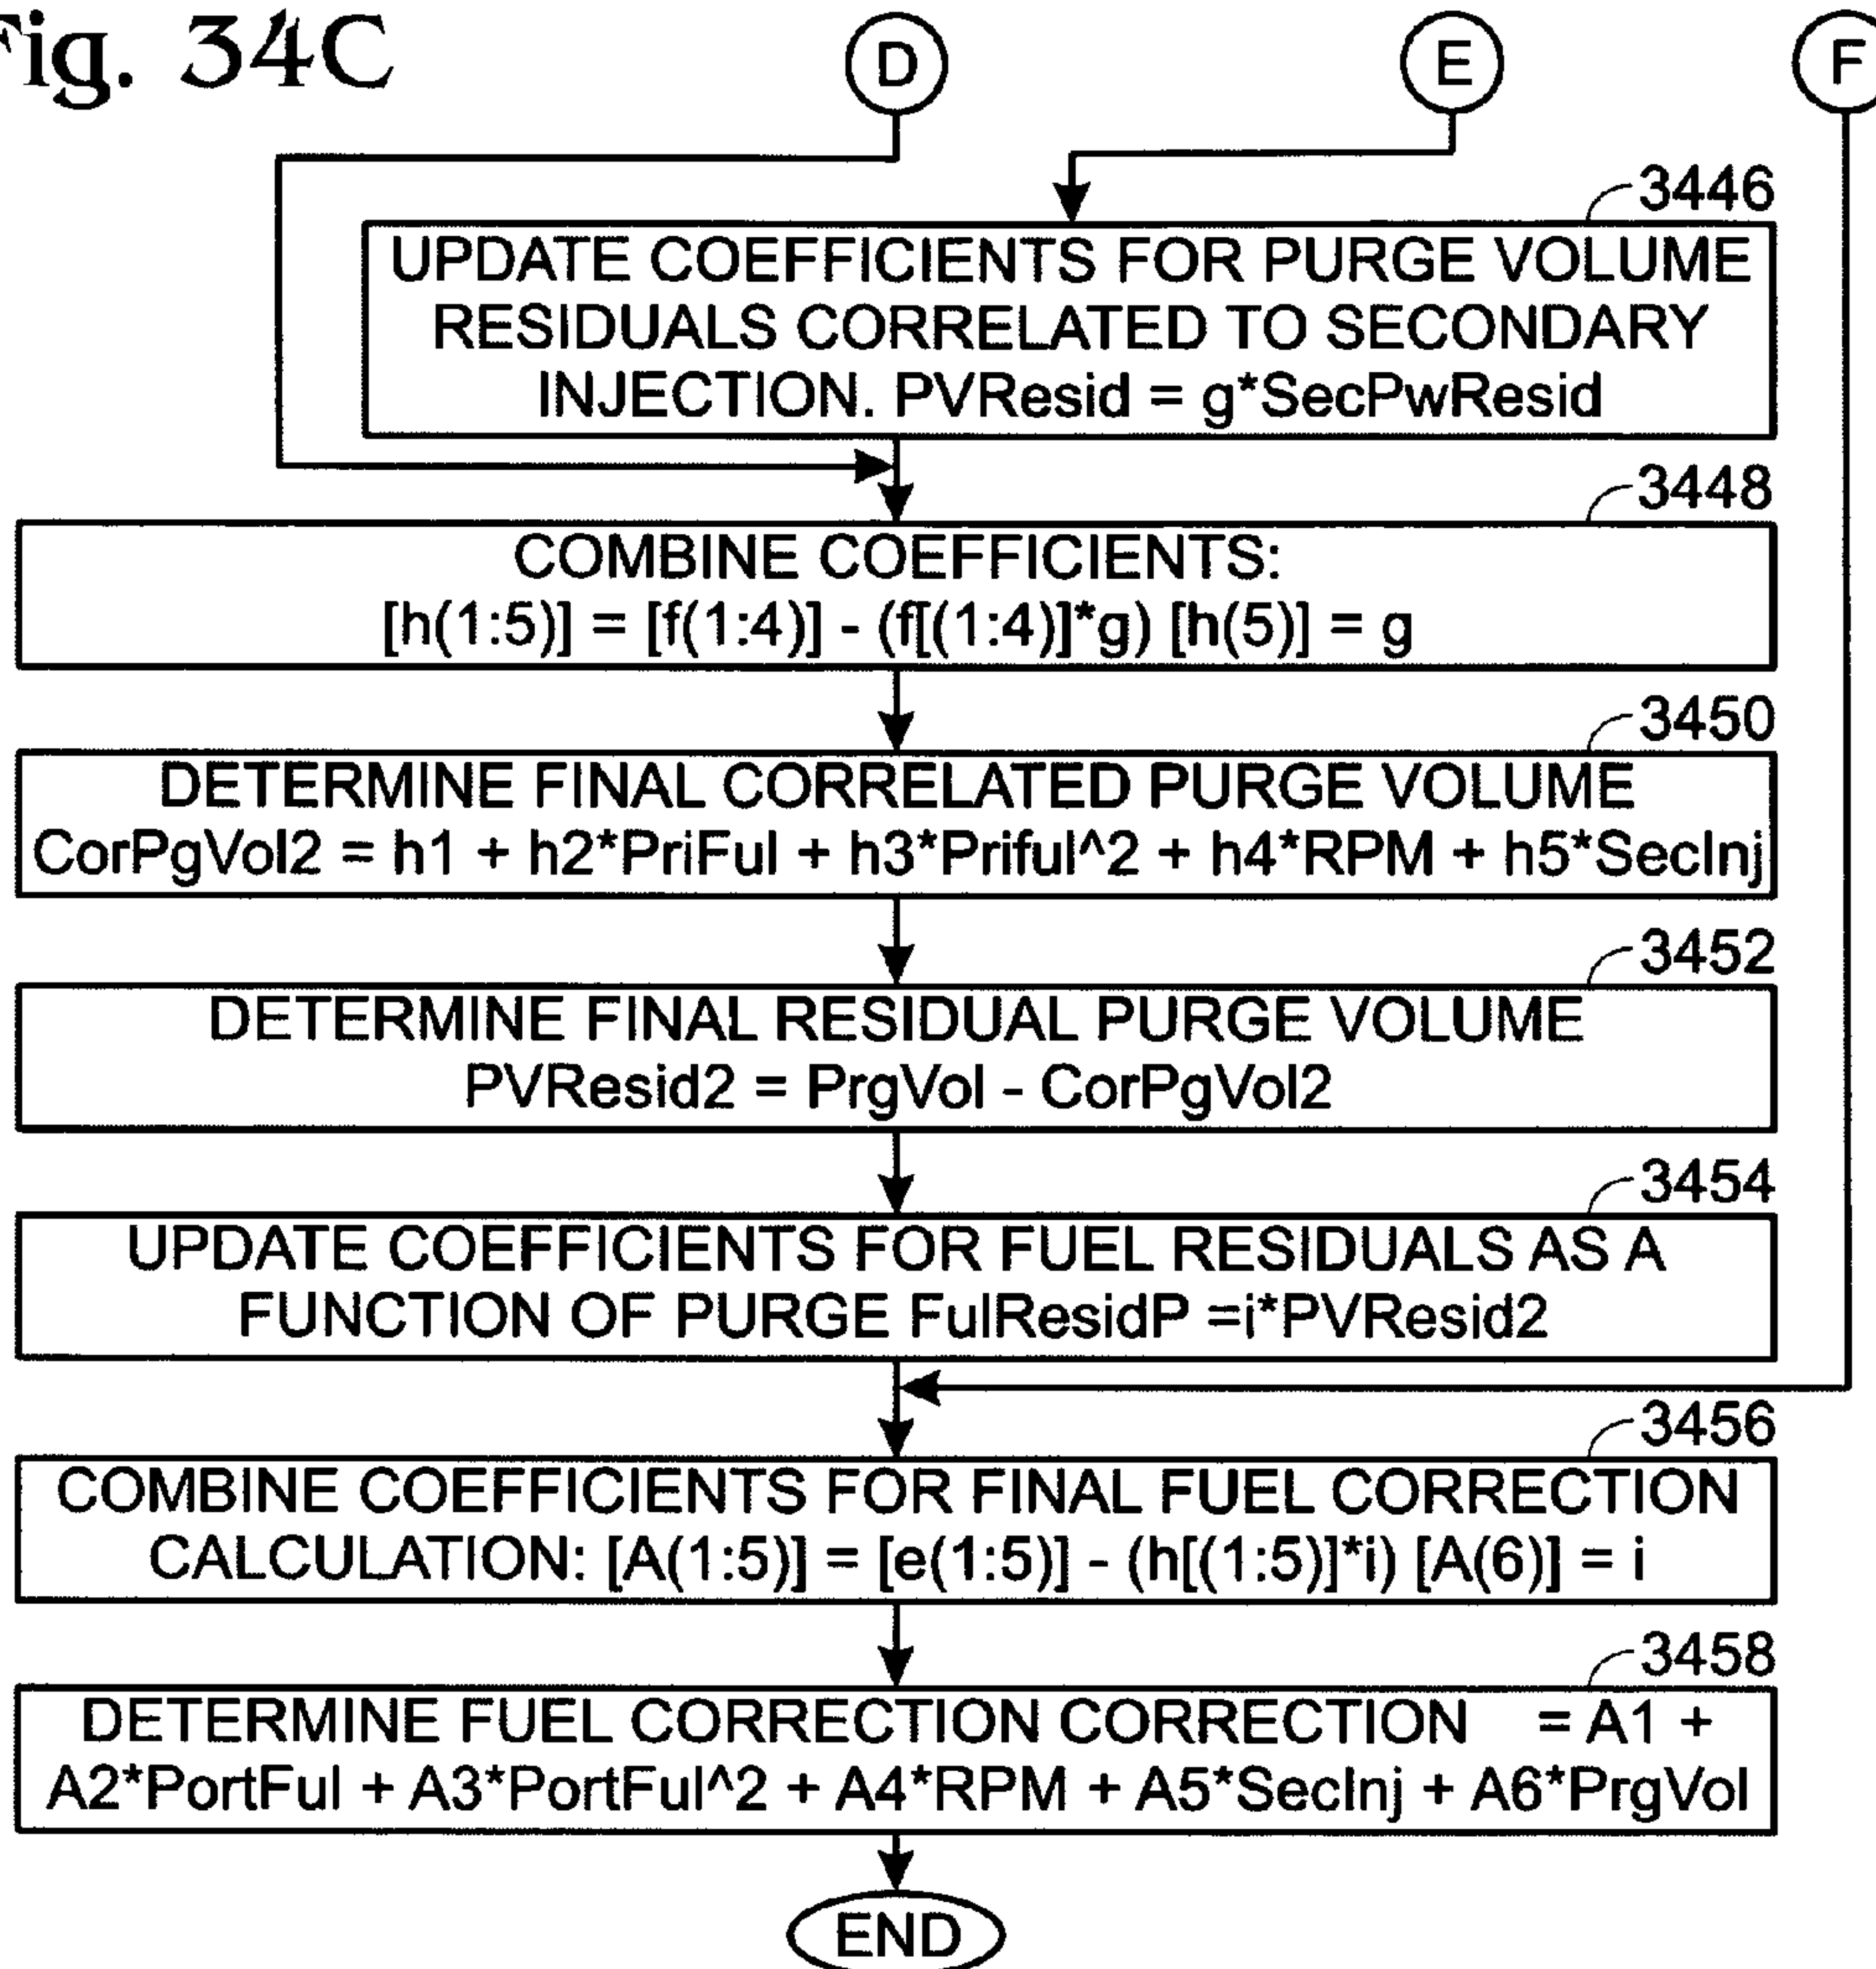 Fig. 34C
D
E
F
3446
UPDATE COEFFICIENTS FOR PURGE VOLUME
RESIDUALS CORRELATED TO SECONDARY
INJECTION. PVResid = g*SecPwResid
3448
COMBINE COEFFICIENTS:
[h(1:5)] = [f(1:4)] - (f[(1:4)]*g) [h(5)] = g
3450
DETERMINE FINAL CORRELATED PURGE VOLUME
CorPgVol2 = h1 + h2*PriFul + h3*Priful^2 + h4*RPM + h5*SecInj
3452
DETERMINE FINAL RESIDUAL PURGE VOLUME
PVResid2 = PrgVol - CorPgVol2
3454
UPDATE COEFFICIENTS FOR FUEL RESIDUALS AS A
FUNCTION OF PURGE FulResidP =i*PVResid2
3456
COMBINE COEFFICIENTS FOR FINAL FUEL CORRECTION
CALCULATION: [A(1:5)] = [e(1:5)] - (h[(1:5)]*i) [A(6)] = i
3458
DETERMINE FUEL CORRECTION CORRECTION = A1 +
A2*PortFul + A3*PortFul^2 + A4*RPM + A5*SecInj + A6*PrgVol
END